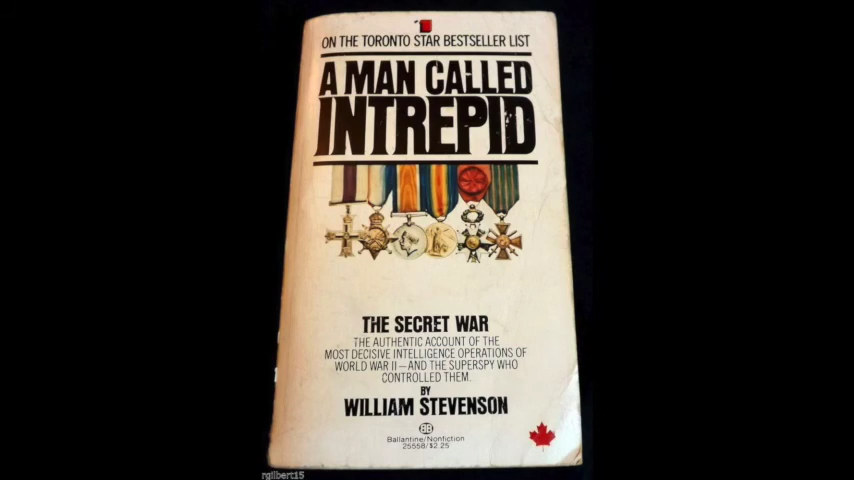 ON THE TORONTO STAR BESTSELLER LIST
A MAN CALLED
INTREPID
THE SECRET WAR
THE AUTHENTIC ACCOUNT OF THE
MOST DECISIVE INTELLIGENCE OPERATIONS OF
WORLD WAR II—AND THE SUPERSPY WHO
CONTROLLED THEM.
BY
WILLIAM STEVENSON
BB
Ballantine/Nonfiction
25558/$2.25
rgilbert15